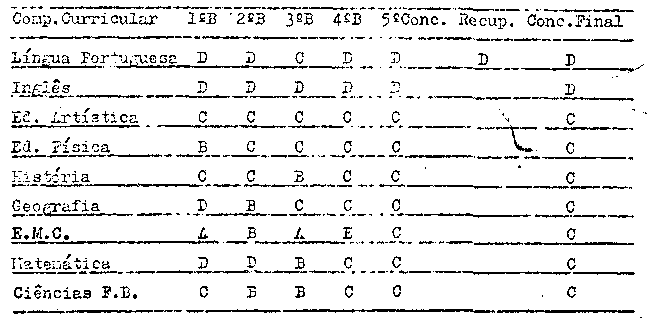 Comp.Curricular 1ºB 2ºB 3ºB 4ºB 5ºConc. Recup. Conc.Final
Língua Portuguesa D D C D D D D
Inglês D D D D D D
Ed. Artística C C C C C C
Ed. Física B C C C C C
História C C B C C C
Geografia D B C C C C
E.M.C. A B A E C C
Matemática D D B C C C
Ciências F.B. C B B C C C